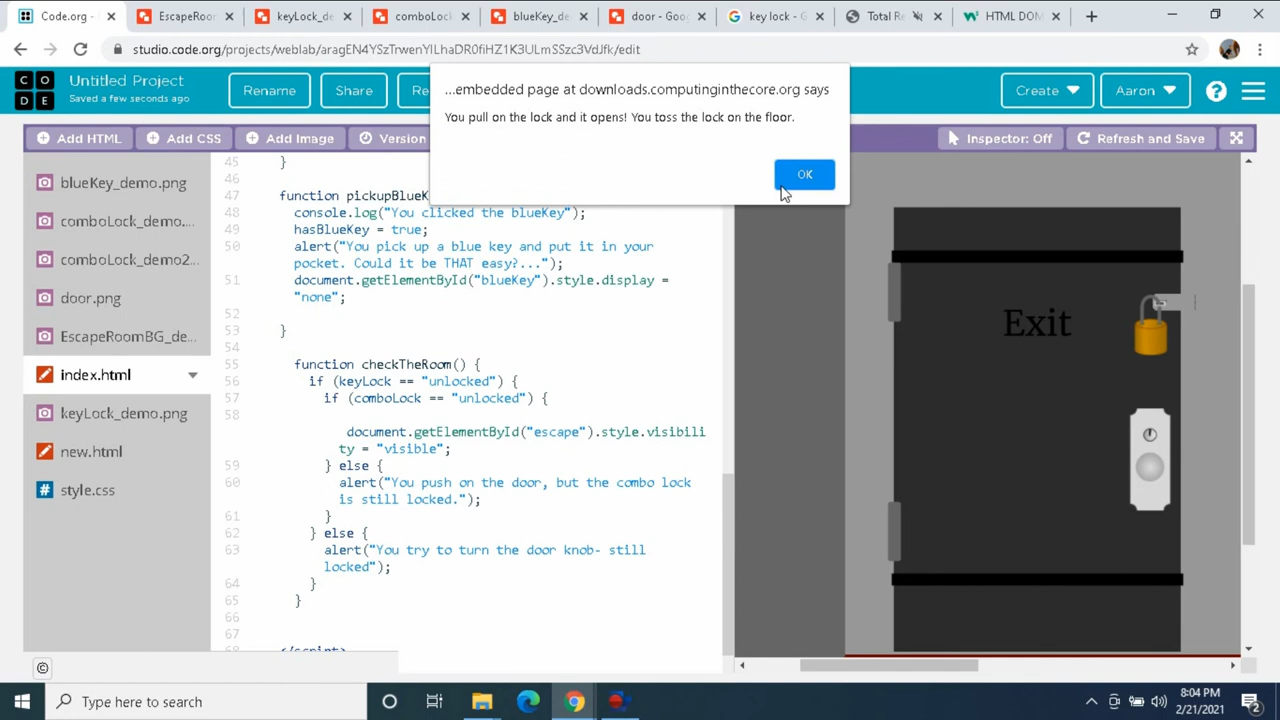 Code.org
EscapeRoom
keyLock_de
comboLock
blueKey_de
door - Goo
key lock - G
Total Re
HTML DOM
studio.code.org/projects/weblab/aragEN4YSzTrwenYILhaDR0fiHZ1K3ULmSSzc3VdJfk/edit
C O
D E
Untitled Project
Saved a few seconds ago
Rename
Share
Re
Create
Aaron
?
...embedded page at downloads.computinginthecore.org says
You pull on the lock and it opens! You toss the lock on the floor.
OK
Add HTML
Add CSS
Add Image
Version
Inspector: Off
Refresh and Save
blueKey_demo.png
comboLock_demo....
comboLock_demo2...
door.png
EscapeRoomBG_de...
index.html
keyLock_demo.png
new.html
style.css
45 }
46
47 function pickupBlueK
48 console.log("You clicked the blueKey");
49 hasBlueKey = true;
50 alert("You pick up a blue key and put it in your
pocket. Could it be THAT easy?...");
51 document.getElementById("blueKey").style.display =
"none";
52
53 }
54
55 function checkTheRoom() {
56 if (keyLock == "unlocked") {
57 if (comboLock == "unlocked") {
58
document.getElementById("escape").style.visibili
ty = "visible";
59 } else {
60 alert("You push on the door, but the combo lock
is still locked.");
61 }
62 } else {
63 alert("You try to turn the door knob- still
locked");
64 }
65 }
66
67
68 </script>
Exit
Type here to search
8:04 PM
2/21/2021
2